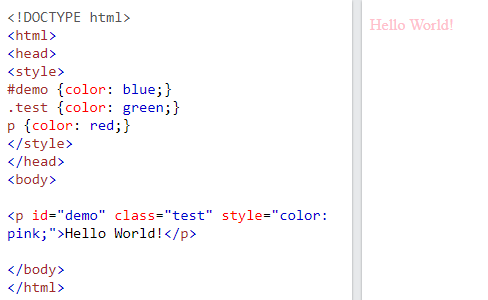 <!DOCTYPE html>
<html>
<head>
<style>
#demo {color: blue;}
.test {color: green;}
p {color: red;}
</style>
</head>
<body>
<p id="demo" class="test" style="color:
pink;">Hello World!</p>
</body>
</html>
Hello World!